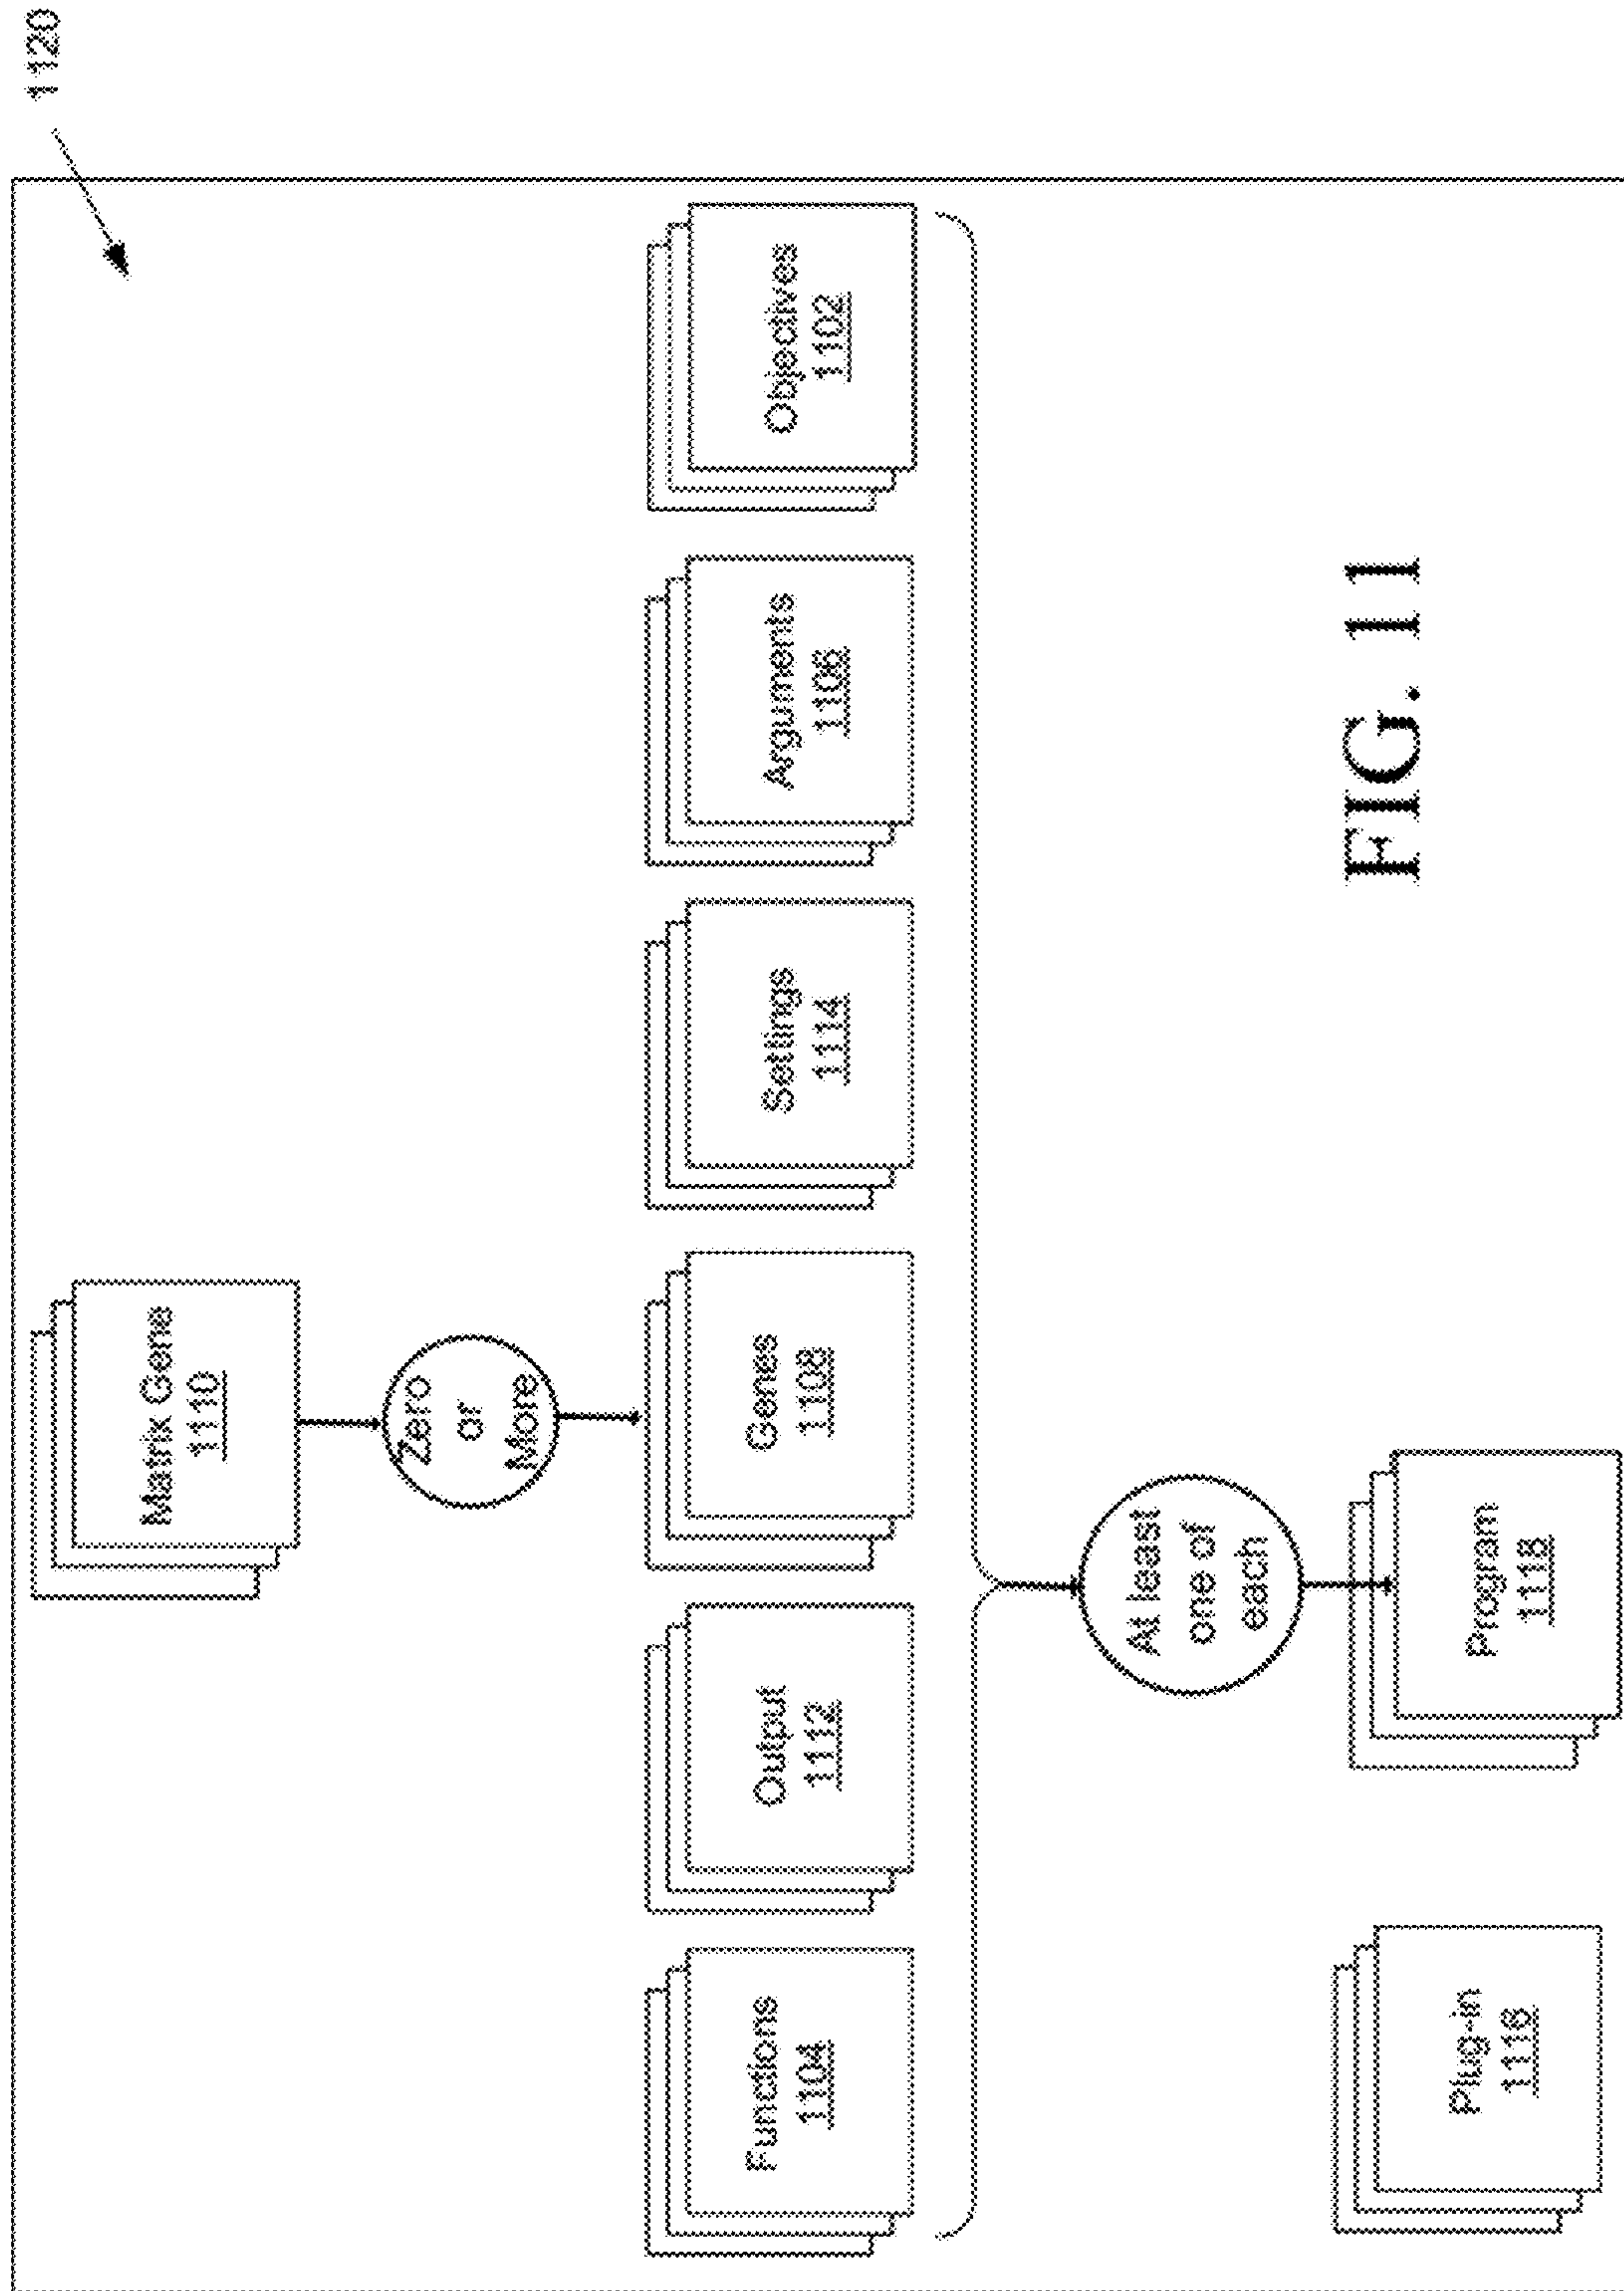 1120
Matrix Gene
1110
Zero
or
More
Functions
1104
Output
1112
Genes
1108
Settings
1114
Arguments
1106
Objectives
1102
At least
one of
each
Plug-in
1116
Program
1118
FIG. 11